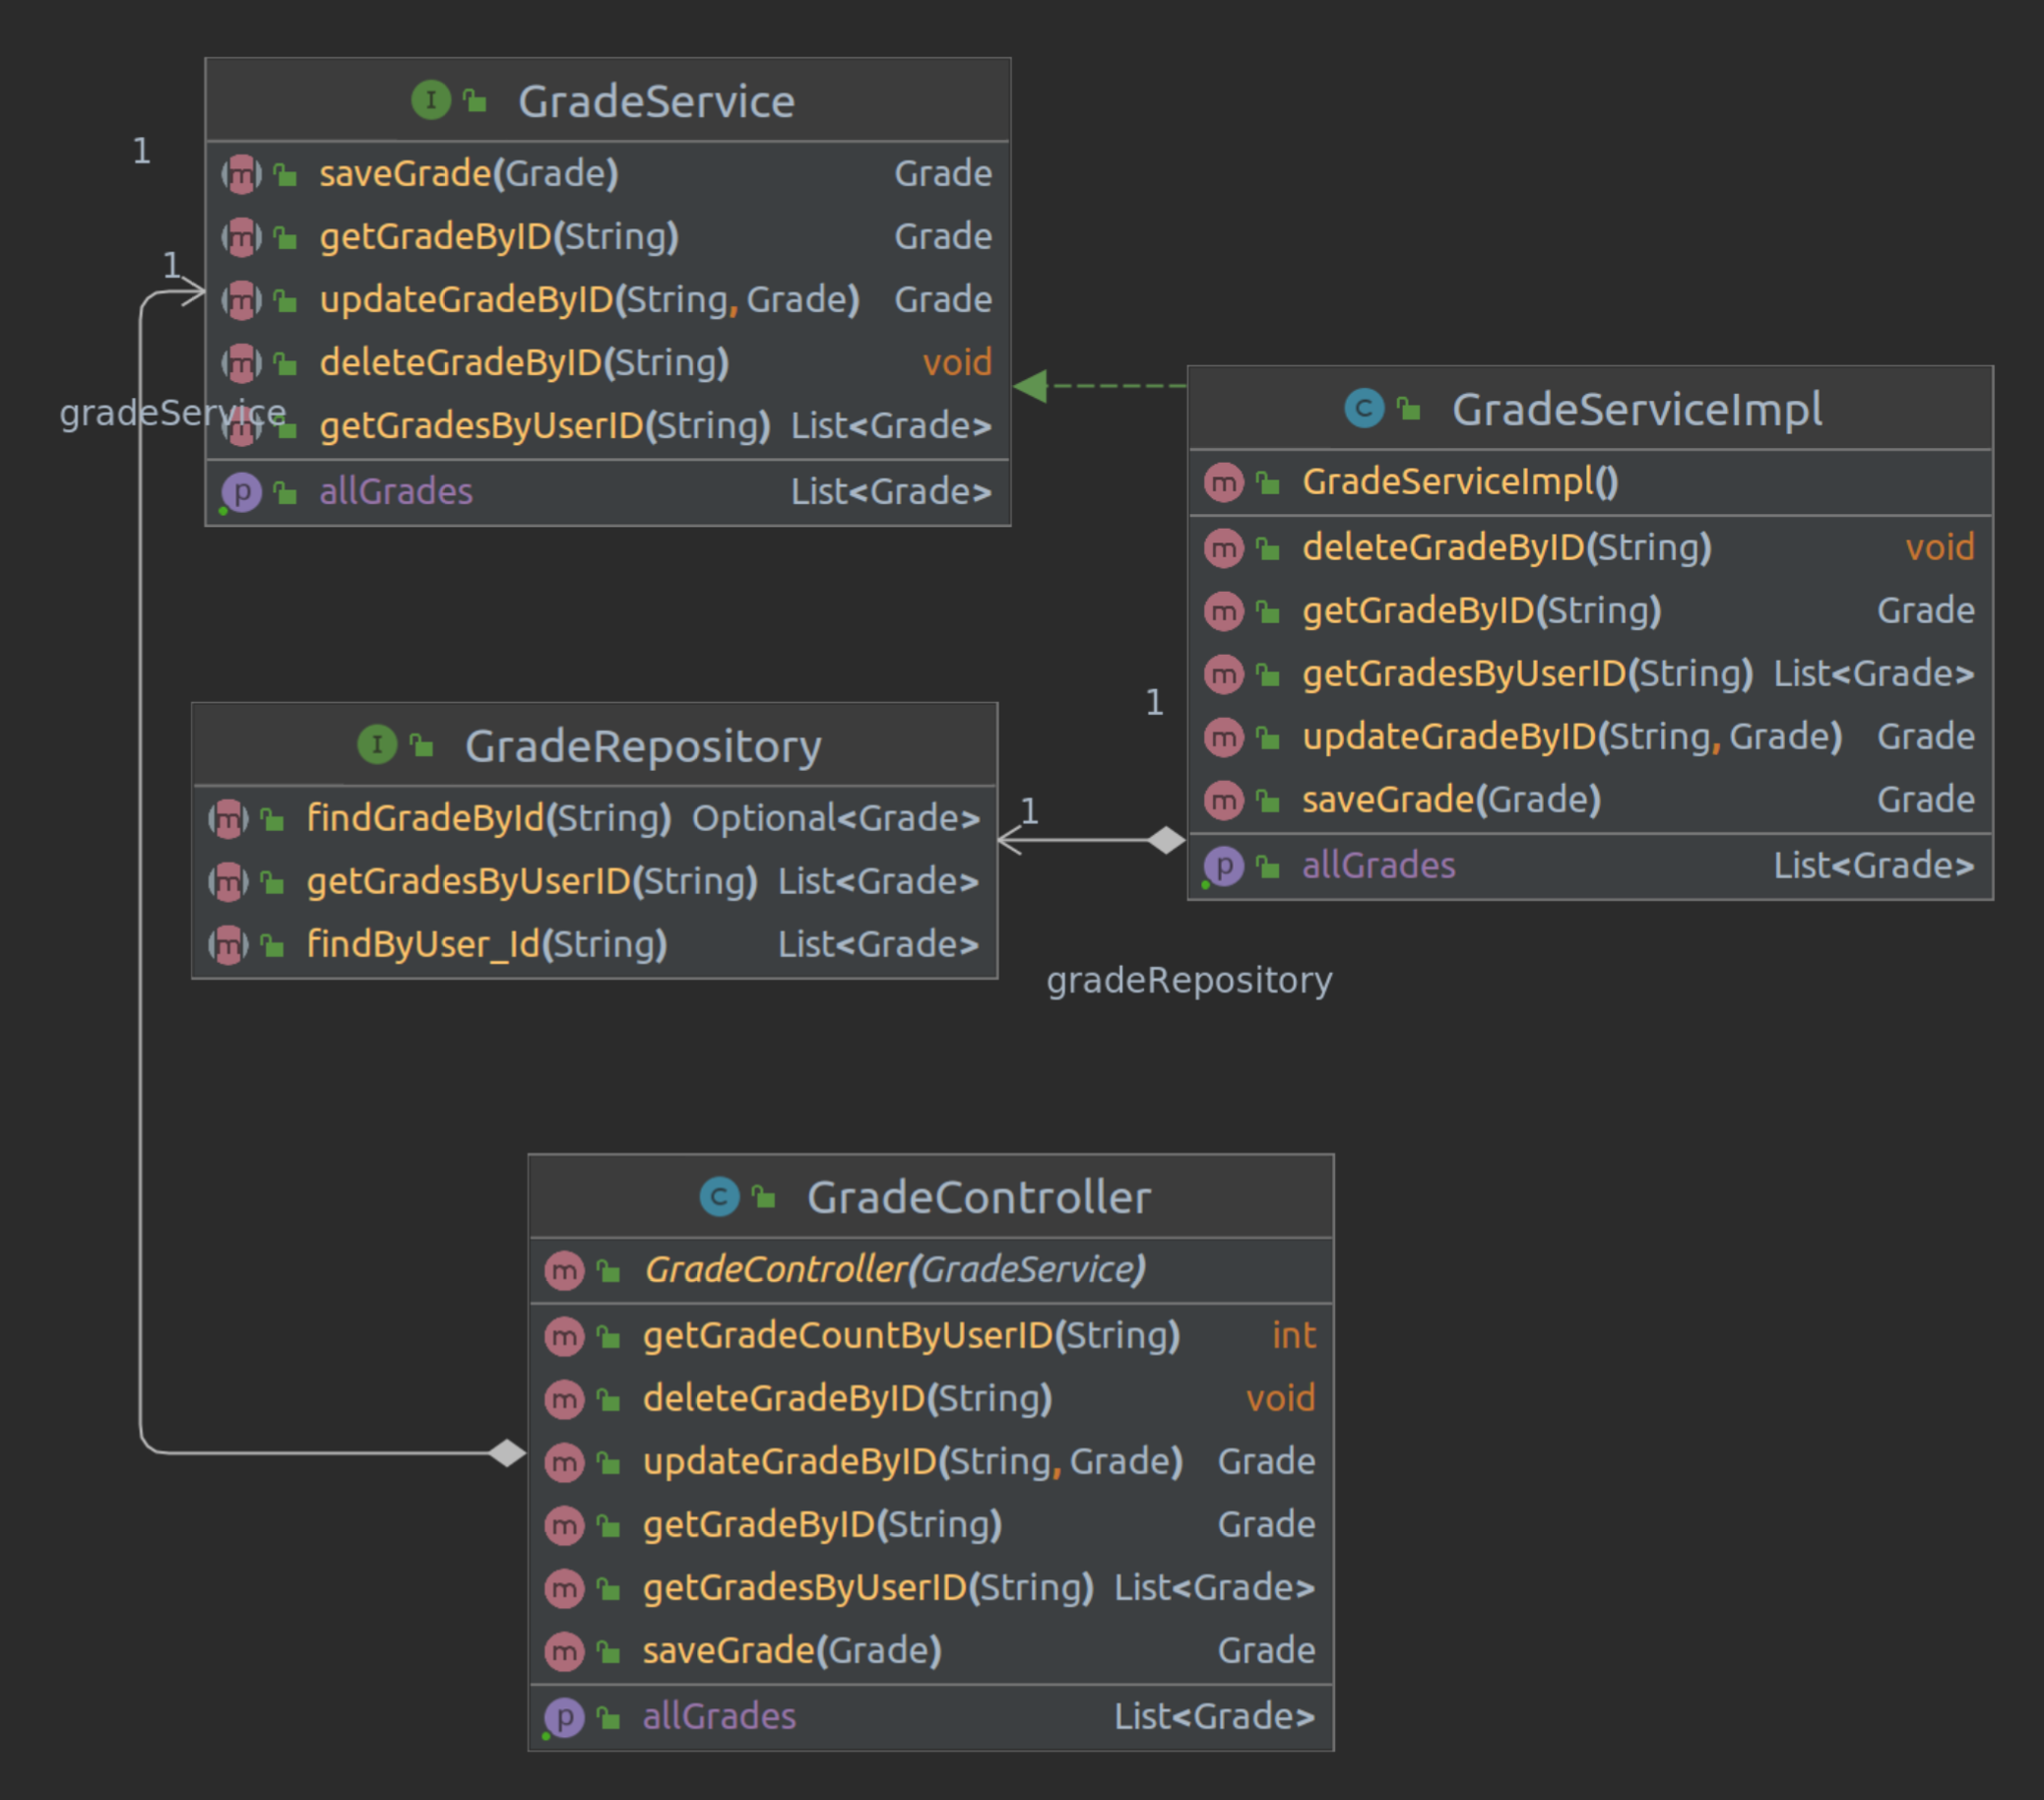 GradeService
1
saveGrade(Grade) Grade
getGradeByID(String) Grade
1
updateGradeByID(String, Grade) Grade
deleteGradeByID(String) void
gradeService
getGradesByUserID(String) List<Grade>
allGrades List<Grade>
GradeServiceImpl
GradeServiceImpl()
deleteGradeByID(String) void
getGradeByID(String) Grade
getGradesByUserID(String) List<Grade>
updateGradeByID(String, Grade) Grade
saveGrade(Grade) Grade
allGrades List<Grade>
1
1
gradeRepository
GradeRepository
findGradeById(String) Optional<Grade>
getGradesByUserID(String) List<Grade>
findByUser_Id(String) List<Grade>
GradeController
GradeController(GradeService)
getGradeCountByUserID(String) int
deleteGradeByID(String) void
updateGradeByID(String, Grade) Grade
getGradeByID(String) Grade
getGradesByUserID(String) List<Grade>
saveGrade(Grade) Grade
allGrades List<Grade>